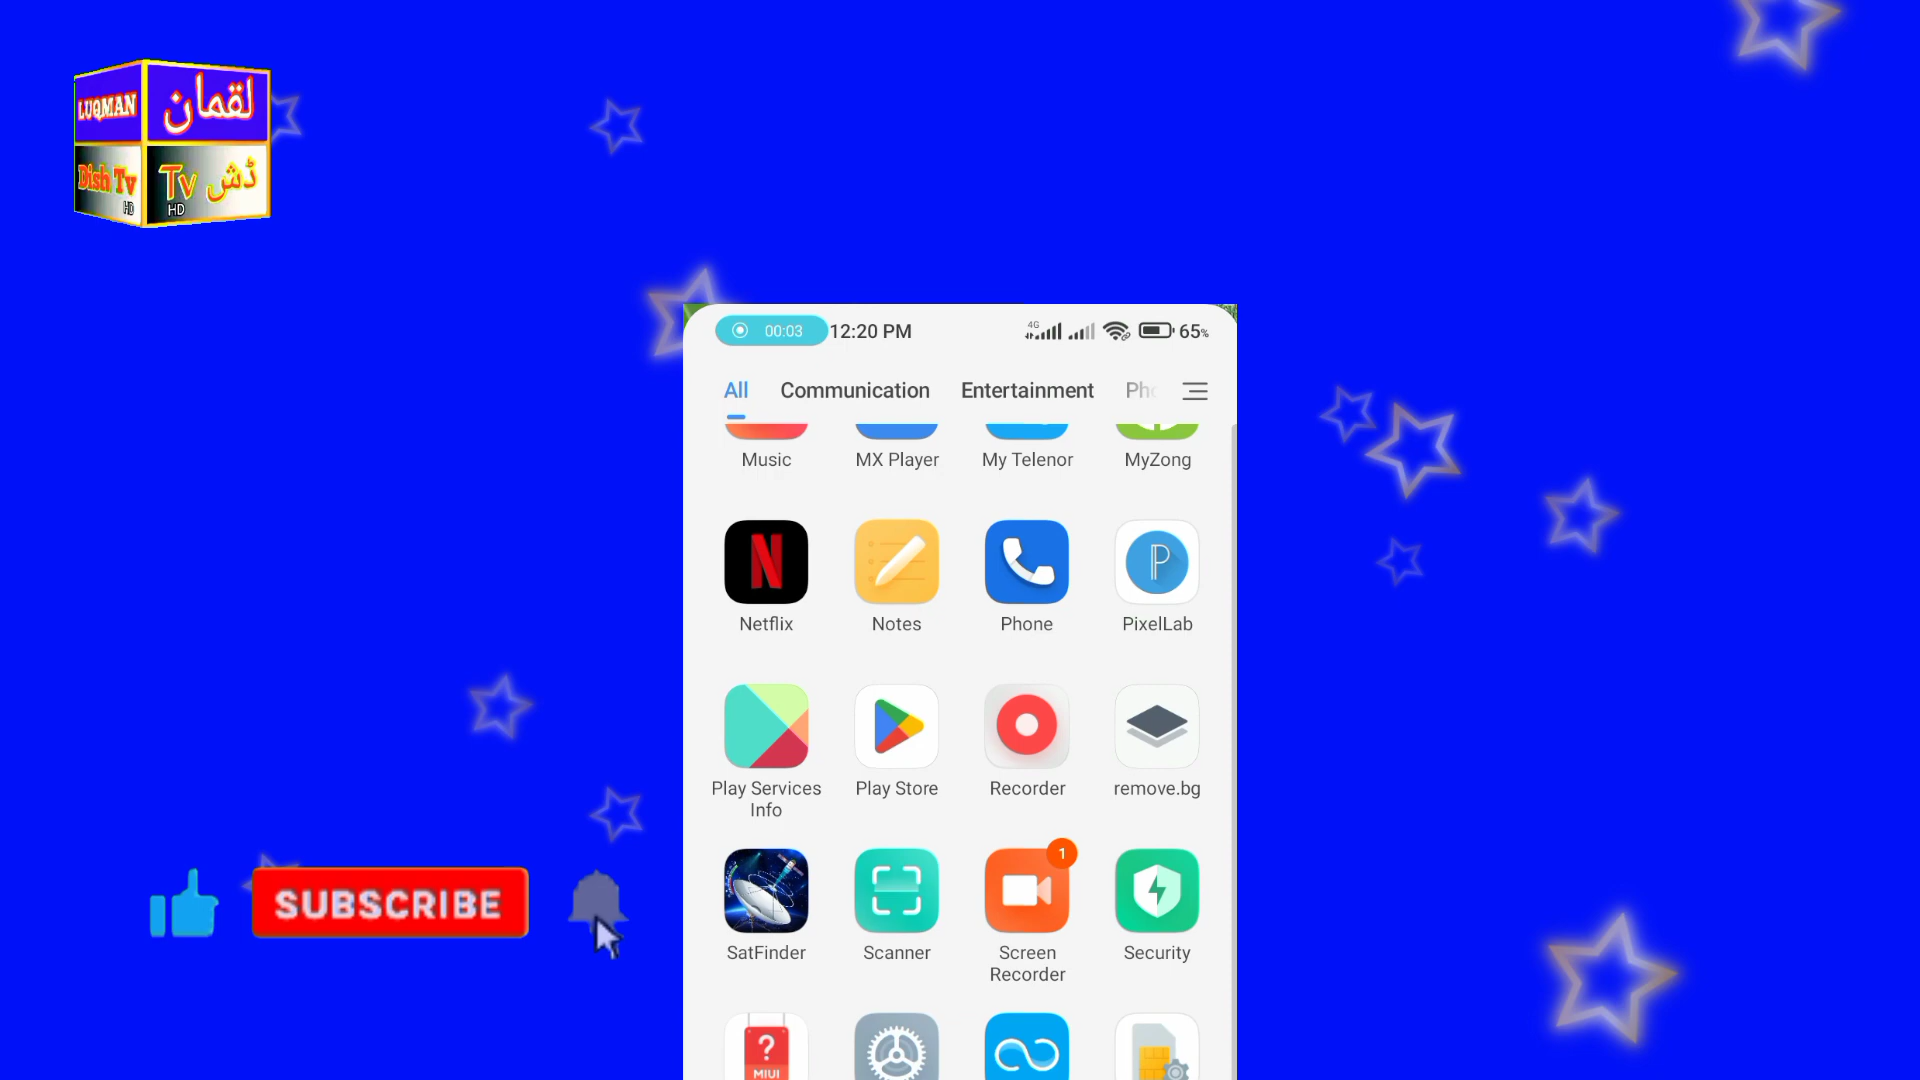 LUQMAN
لقمان
Dish Tv
HD
ڈش Tv
HD
00:03 12:20 PM 4G 65%
All Communication Entertainment Pho
Music MX Player My Telenor MyZong
N
P
Netflix Notes Phone PixelLab
Play Services Info Play Store Recorder remove.bg
1
SUBSCRIBE
SatFinder Scanner Screen Recorder Security
?
MIUI